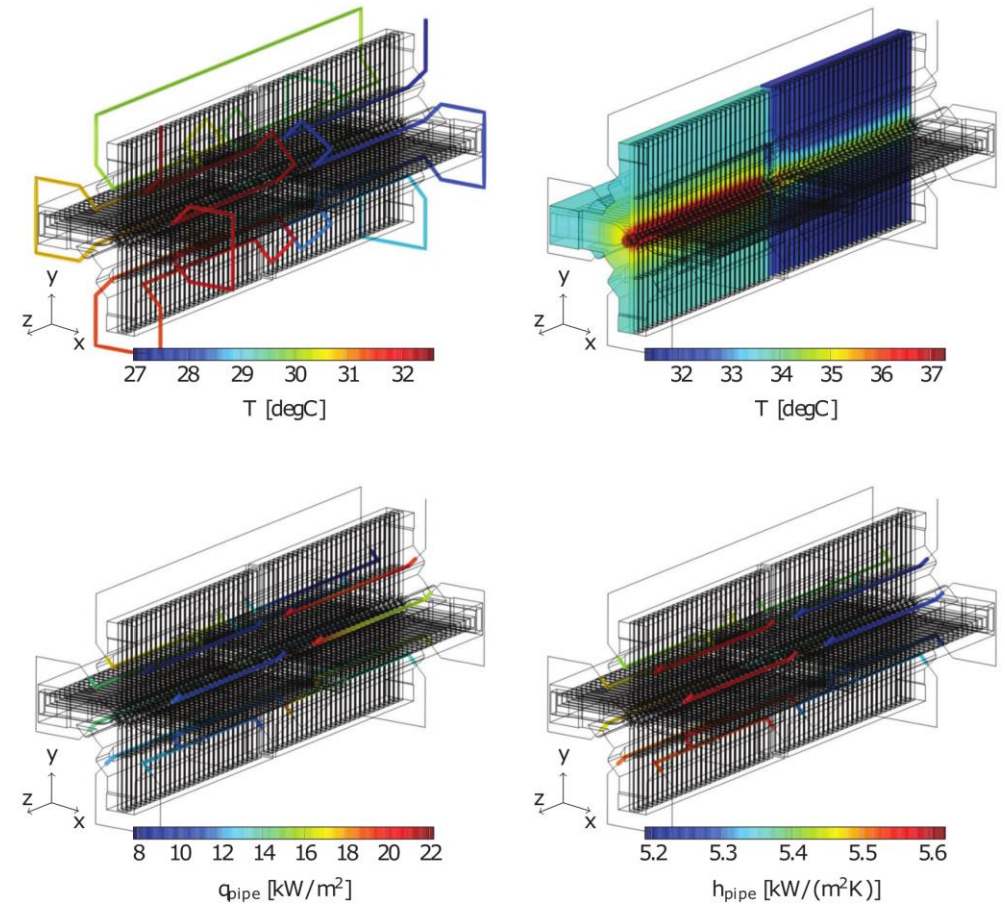 y
z
x
27 28 29 30 31 32
T [degC]
y
z
x
32 33 34 35 36 37
T [degC]
y
z
x
8 10 12 14 16 18 20 22
qpipe [kW/m²]
y
z
x
5.2 5.3 5.4 5.5 5.6
hpipe [kW/(m²K)]